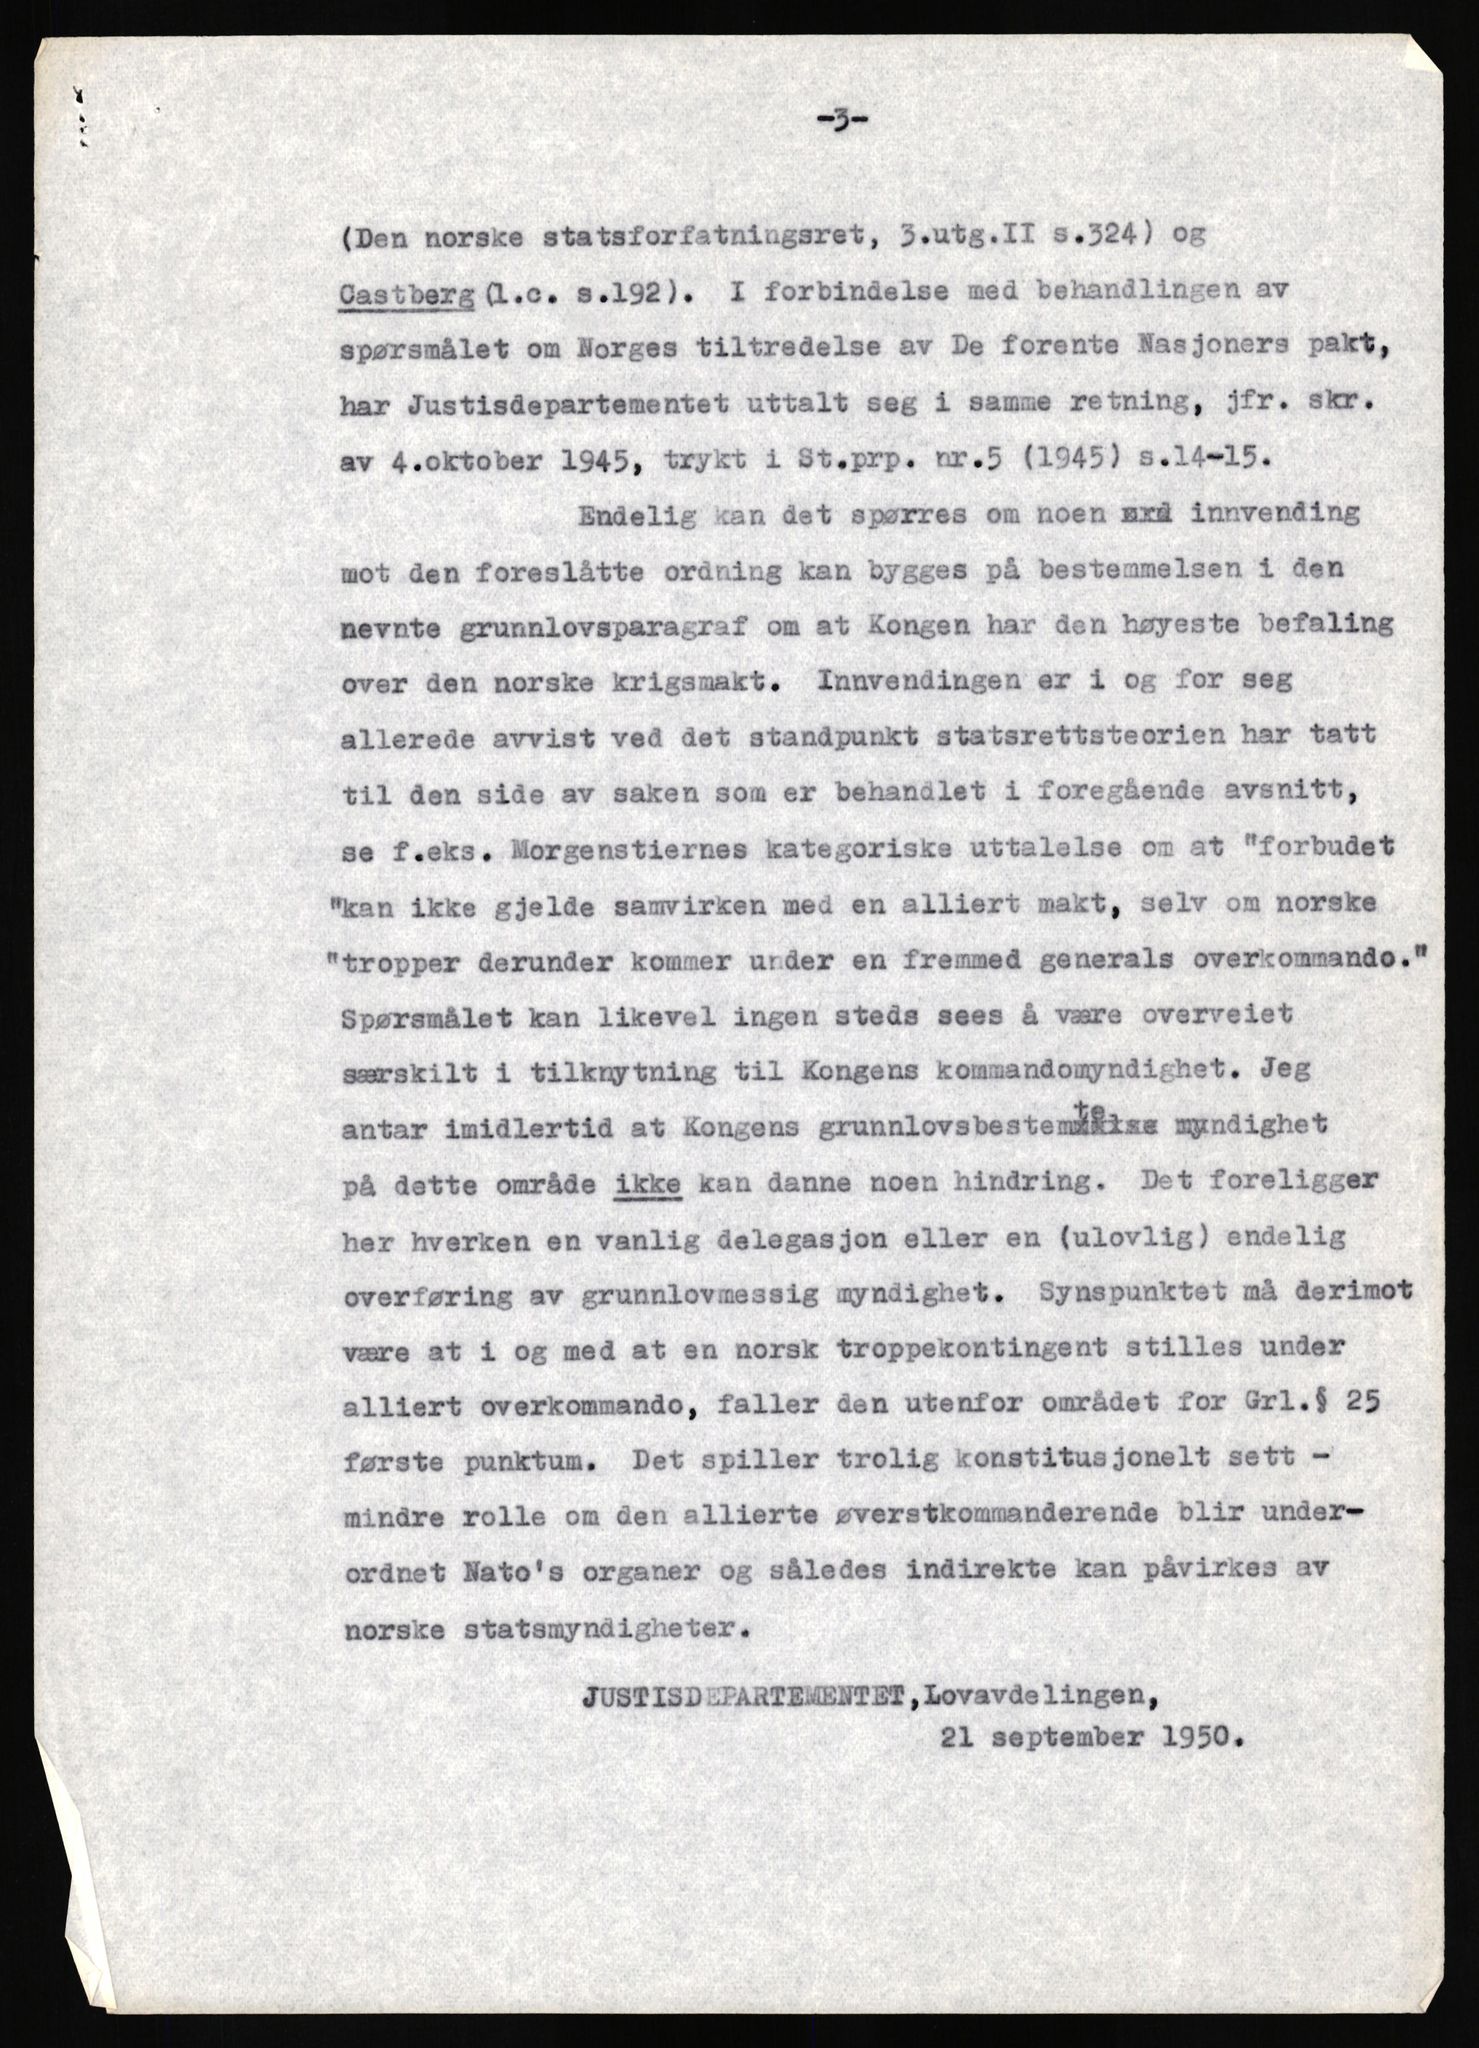 -3-
(Den norske statsforfatningsret, 3.utg.II s.324) og
Castberg (l.c. s.192). I forbindelse med behandlingen av
spørsmålet om Norges tiltredelse av De forente Nasjoners pakt,
har Justisdepartementet uttalt seg i samme retning, jfr. skr.
av 4.oktober 1945, trykt i St.prp. nr.5 (1945) s.14-15.
Endelig kan det spørres om noen innvending
mot den foreslåtte ordning kan bygges på bestemmelsen i den
nevnte grunnlovsparagraf om at Kongen har den høyeste befaling
over den norske krigsmakt. Innvendingen er i og for seg
allerede avvist ved det standpunkt statsrettsteorien har tatt
til den side av saken som er behandlet i foregående avsnitt,
se f.eks. Morgenstiernes kategoriske uttalelse om at "forbudet
"kan ikke gjelde samvirken med en alliert makt, selv om norske
"tropper derunder kommer under en fremmed generals overkommando."
Spørsmålet kan likevel ingen steds sees å være overveiet
særskilt i tilknytning til Kongens kommandomyndighet. Jeg
antar imidlertid at Kongens grunnlovsbestemte myndighet
på dette område ikke kan danne noen hindring. Det foreligger
her hverken en vanlig delegasjon eller en (ulovlig) endelig
overføring av grunnlovmessig myndighet. Synspunktet må derimot
være at i og med at en norsk troppekontingent stilles under
alliert overkommando, faller den utenfor området for Grl.§ 25
første punktum. Det spiller trolig konstitusjonelt sett -
mindre rolle om den allierte øverstkommanderende blir under-
ordnet Nato's organer og således indirekte kan påvirkes av
norske statsmyndigheter.
JUSTISDEPARTEMENTET, Lovavdelingen,
21 september 1950.